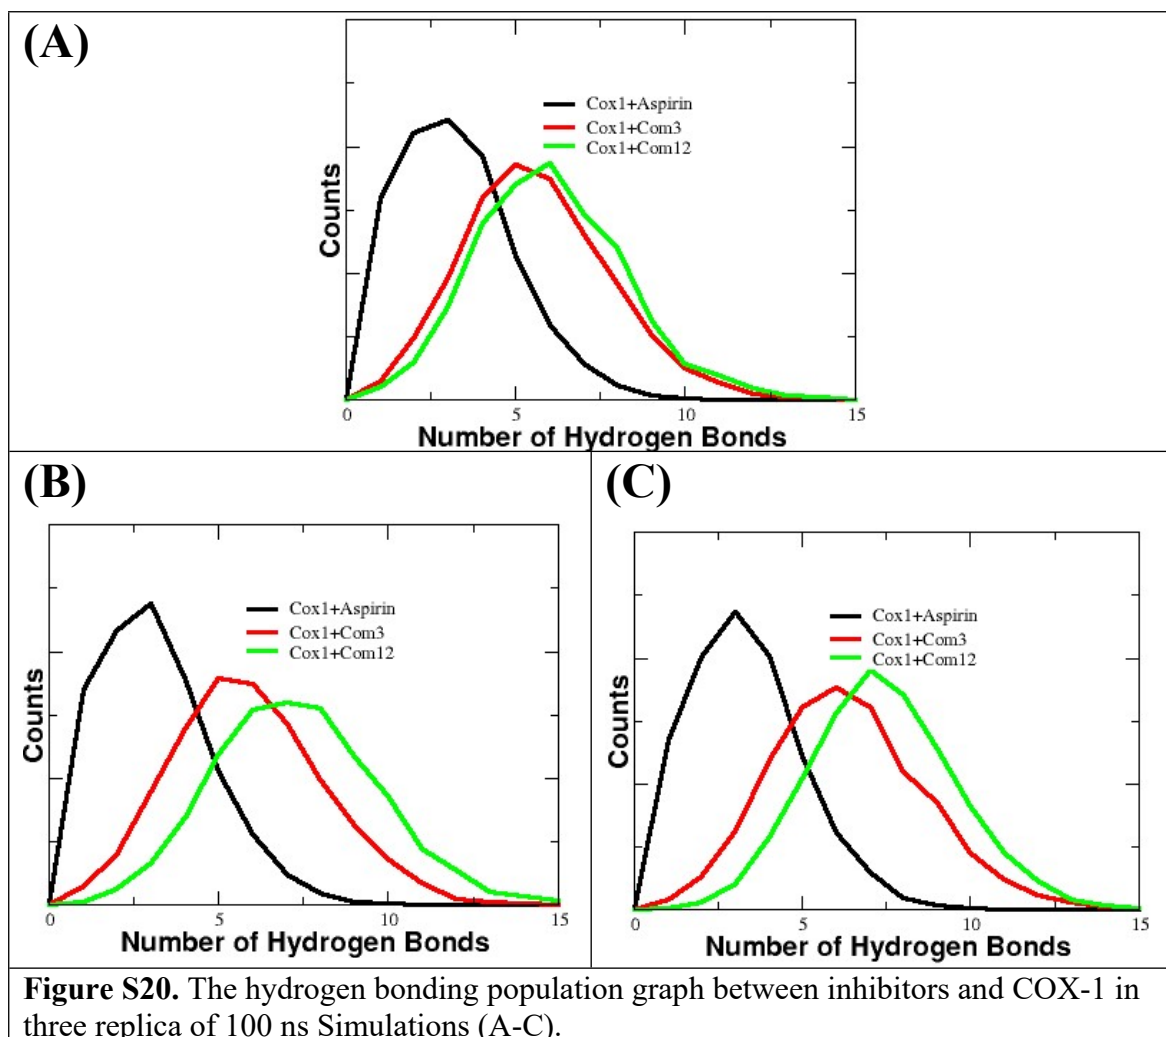 (A)
Cox1+Aspirin
Cox1+Com3
Cox1+Com12
Counts
0 5 10 15
Number of Hydrogen Bonds
(B)
Cox1+Aspirin
Cox1+Com3
Cox1+Com12
Counts
0 5 10 15
Number of Hydrogen Bonds
(C)
Cox1+Aspirin
Cox1+Com3
Cox1+Com12
Counts
0 5 10 15
Number of Hydrogen Bonds
Figure S20. The hydrogen bonding population graph between inhibitors and COX-1 in
three replica of 100 ns Simulations (A-C).